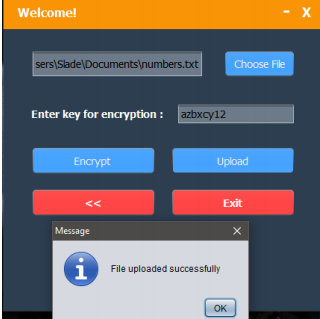 Welcome! - X
sers\Slade\Documents\numbers.txt Choose File
Enter key for encryption : azbxcy12
Encrypt Upload
<< Exit
Message
File uploaded successfully
OK